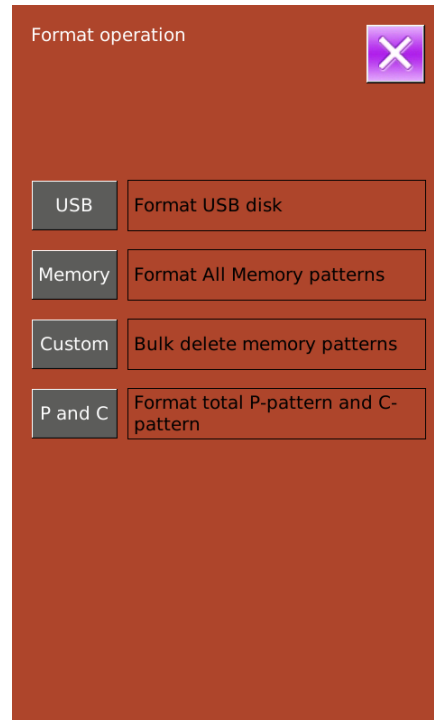 Format operation
USB
Format USB disk
Memory
Format All Memory patterns
Custom
Bulk delete memory patterns
P and C
Format total P-pattern and C-
pattern